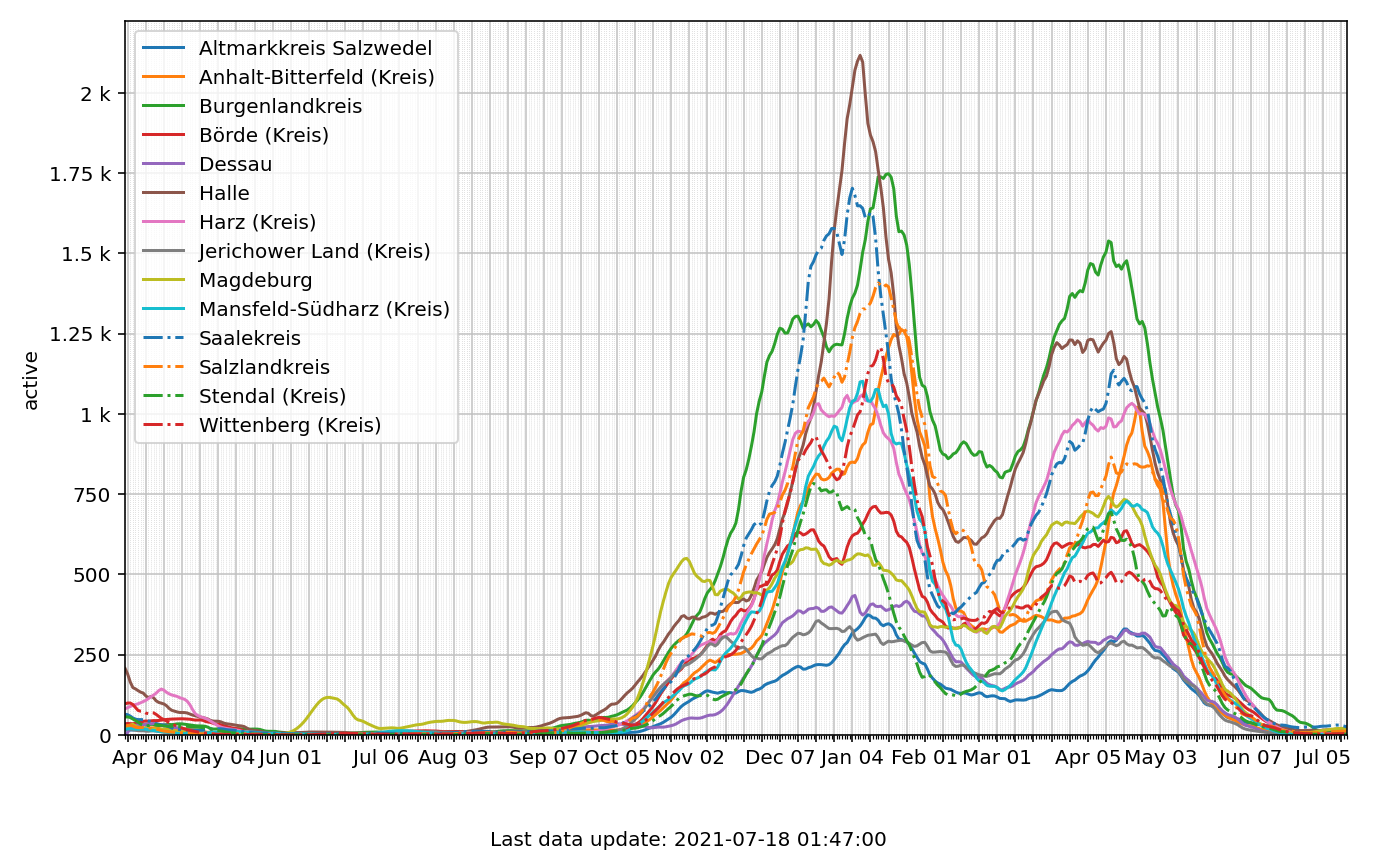 Altmarkkreis Salzwedel
Anhalt-Bitterfeld (Kreis)
Burgenlandkreis
Börde (Kreis)
Dessau
Halle
Harz (Kreis)
Jerichower Land (Kreis)
Magdeburg
Mansfeld-Südharz (Kreis)
Saalekreis
Salzlandkreis
Stendal (Kreis)
Wittenberg (Kreis)
2 k
1.75 k
1.5 k
1.25 k
1 k
750
500
250
0
active
Apr 06 May 04 Jun 01 Jul 06 Aug 03 Sep 07 Oct 05 Nov 02 Dec 07 Jan 04 Feb 01 Mar 01 Apr 05 May 03 Jun 07 Jul 05
Last data update: 2021-07-18 01:47:00